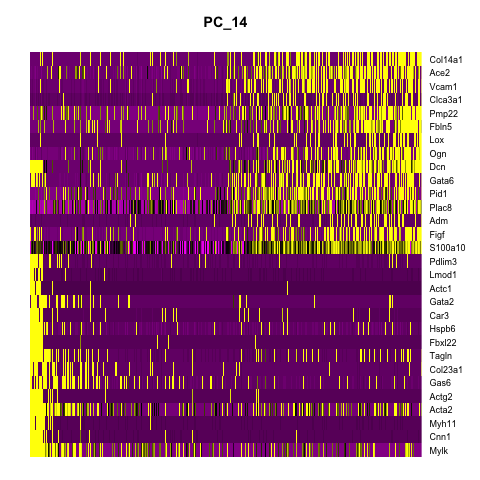 PC_14
Col14a1
Ace2
Vcam1
Clca3a1
Pmp22
Fbln5
Lox
Ogn
Dcn
Gata6
Pid1
Plac8
Adm
Figf
S100a10
Pdlim3
Lmod1
Actc1
Gata2
Car3
Hspb6
Fbxl22
Tagln
Col23a1
Gas6
Actg2
Acta2
Myh11
Cnn1
Mylk